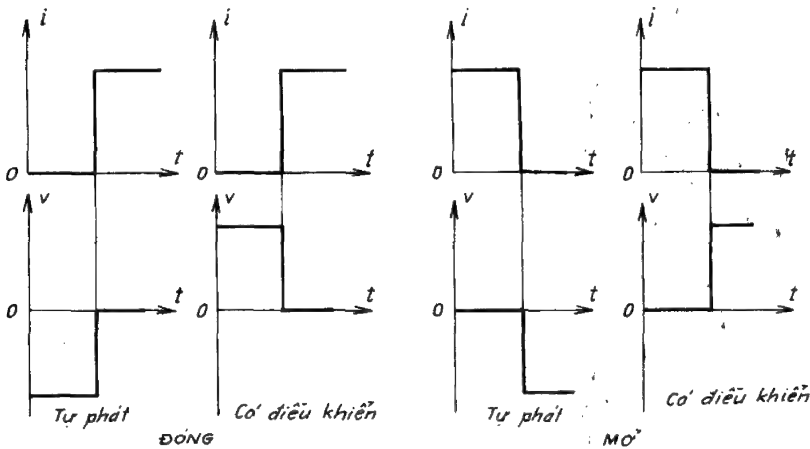 i i i i
0 t 0 t 0 t 0 t
v v v v
0 t 0 t 0 t 0 t
Tự phát Có điều khiển Tự phát Có điều khiển
ĐÓNG MỞ